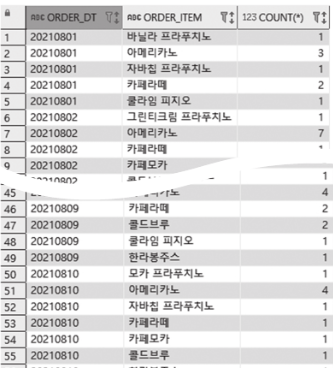 ABC ORDER_DT ABC ORDER_ITEM 123 COUNT(*)
1 20210801 바닐라 프라푸치노 1
2 20210801 아메리카노 3
3 20210801 자바칩 프라푸치노 1
4 20210801 카페라떼 2
5 20210801 쿨라임 피지오 1
6 20210802 그린티크림 프라푸치노 1
7 20210802 아메리카노 7
8 20210802 카페라떼
9 20210802 카페모카
20210802 1
45 4
46 20210809 카페라떼 2
47 20210809 콜드브루 2
48 20210809 쿨라임 피지오 1
49 20210809 한라봉주스 1
50 20210810 모카 프라푸치노 1
51 20210810 아메리카노 4
52 20210810 자바칩 프라푸치노 1
53 20210810 카페라떼 1
54 20210810 카페모카 1
55 20210810 콜드브루 1